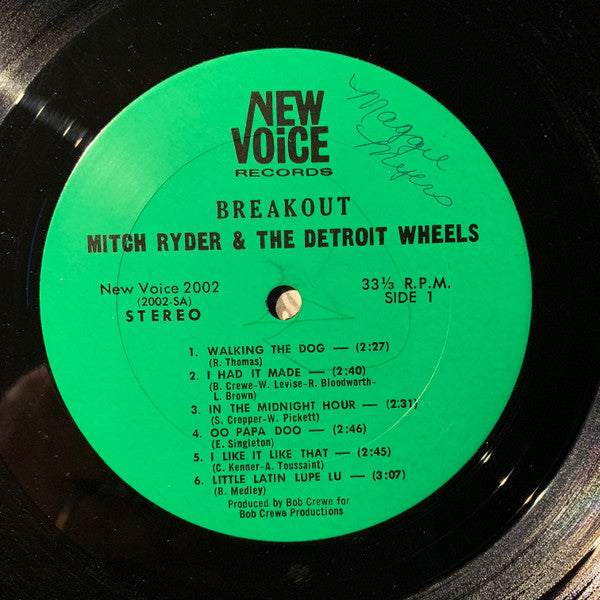 NEW
VOiCE
RECORDS
Maggie
Myers
BREAKOUT
MITCH RYDER & THE DETROIT WHEELS
New Voice 2002
(2002-SA)
STEREO
33⅓ R.P.M.
SIDE 1
1. WALKING THE DOG — (2:27)
(R. Thomas)
2. I HAD IT MADE — (2:40)
(B. Crewe-W. Levise-R. Bloodworth-
L. Brown)
3. IN THE MIDNIGHT HOUR — (2:31)
(S. Cropper-W. Pickett)
4. OO PAPA DOO — (2:46)
(E. Singleton)
5. I LIKE IT LIKE THAT — (2:45)
(C. Kenner-A. Toussaint)
6. LITTLE LATIN LUPE LU — (3:07)
(B. Medley)
Produced by Bob Crewe for
Bob Crewe Productions